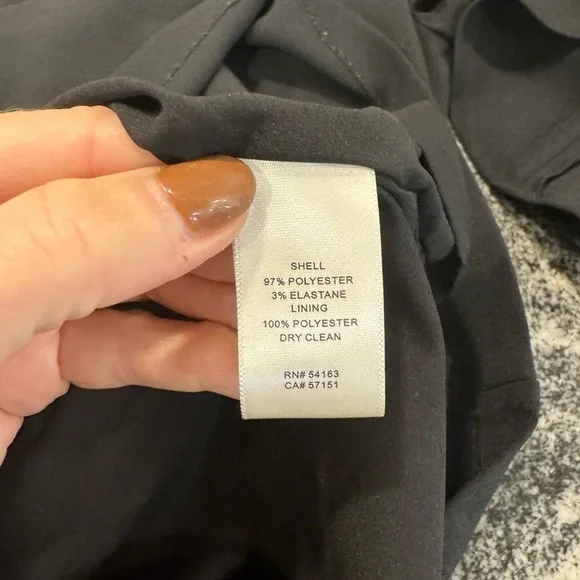 SHELL
97% POLYESTER
3% ELASTANE
LINING
100% POLYESTER
DRY CLEAN
RN# 54163
CA# 57151